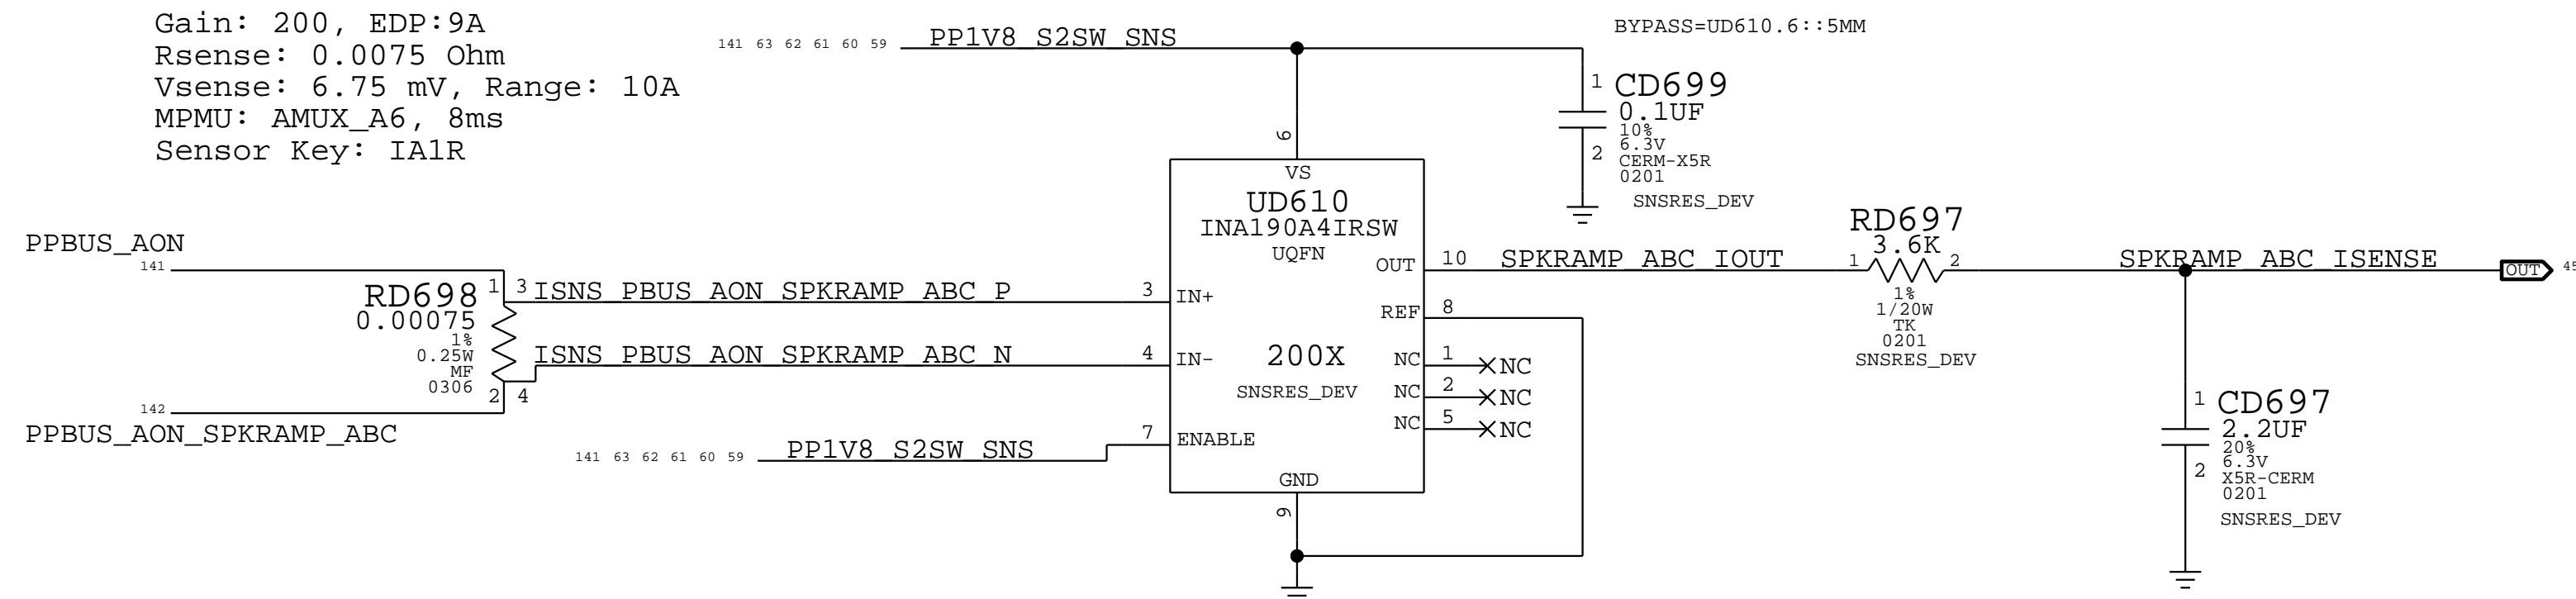 Gain: 200, EDP:9A
Rsense: 0.0075 Ohm
Vsense: 6.75 mV, Range: 10A
MPMU: AMUX_A6, 8ms
Sensor Key: IA1R
141 63 62 61 60 59
PP1V8_S2SW_SNS
BYPASS=UD610.6::5MM
1
CD699
0.1UF
10%
6.3V
CERM-X5R
0201
2
SNSRES_DEV
6
VS
UD610
INA190A4IRSW
UQFN
PPBUS_AON
141
RD698
0.00075
1%
0.25W
MF
0306
1 3
ISNS_PBUS_AON_SPKRAMP_ABC_P
3
IN+
ISNS_PBUS_AON_SPKRAMP_ABC_N
4
IN-
2 4
142
PPBUS_AON_SPKRAMP_ABC
141 63 62 61 60 59
PP1V8_S2SW_SNS
7
ENABLE
200X
SNSRES_DEV
GND
9
OUT
10
SPKRAMP_ABC_IOUT
REF
8
NC
1
NC
NC
2
NC
NC
5
NC
RD697
3.6K
1 2
1%
1/20W
TK
0201
SNSRES_DEV
SPKRAMP_ABC_ISENSE
OUT
45
1
CD697
2.2UF
20%
6.3V
X5R-CERM
0201
2
SNSRES_DEV